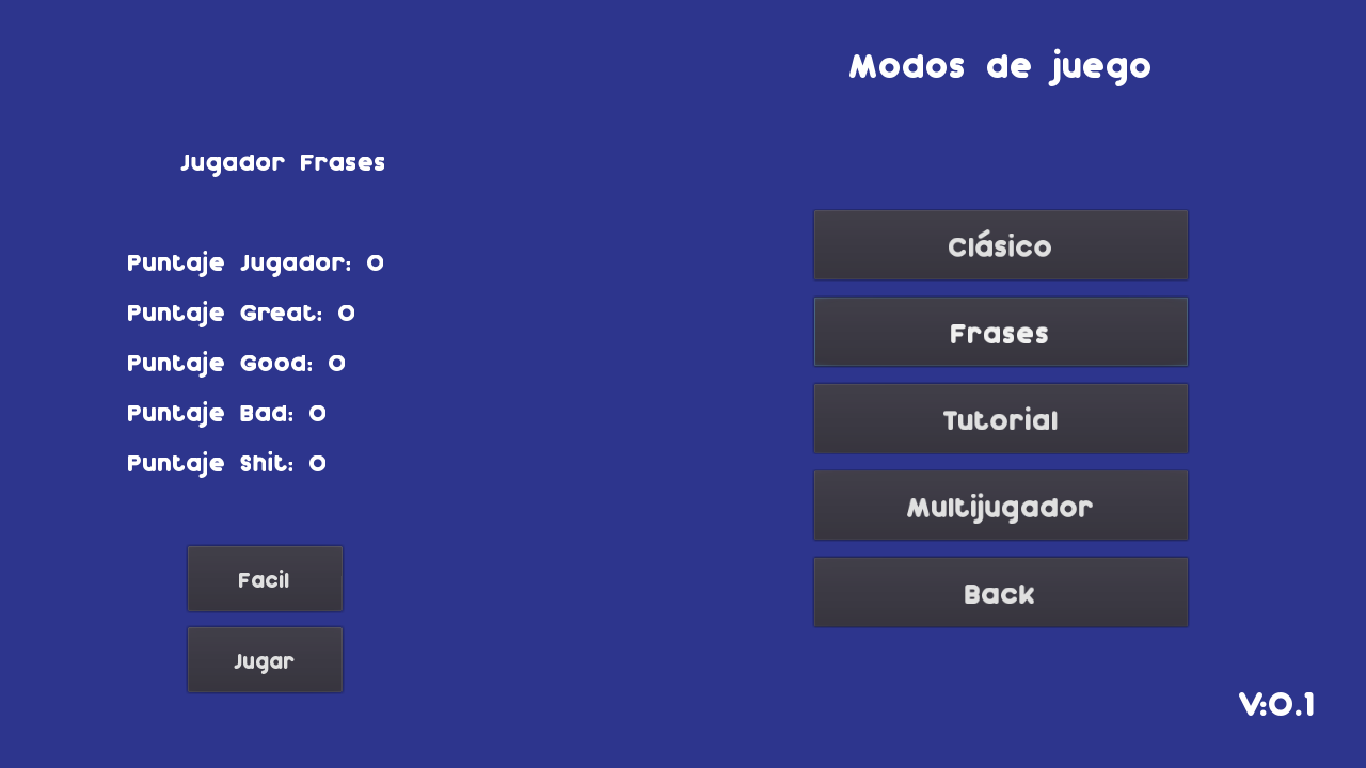 Modos de juego
Jugador Frases
Puntaje Jugador: 0
Puntaje Great: 0
Puntaje Good: 0
Puntaje Bad: 0
Puntaje Shit: 0
Facil
Jugar
Clásico
Frases
Tutorial
Multijugador
Back
V:0.1